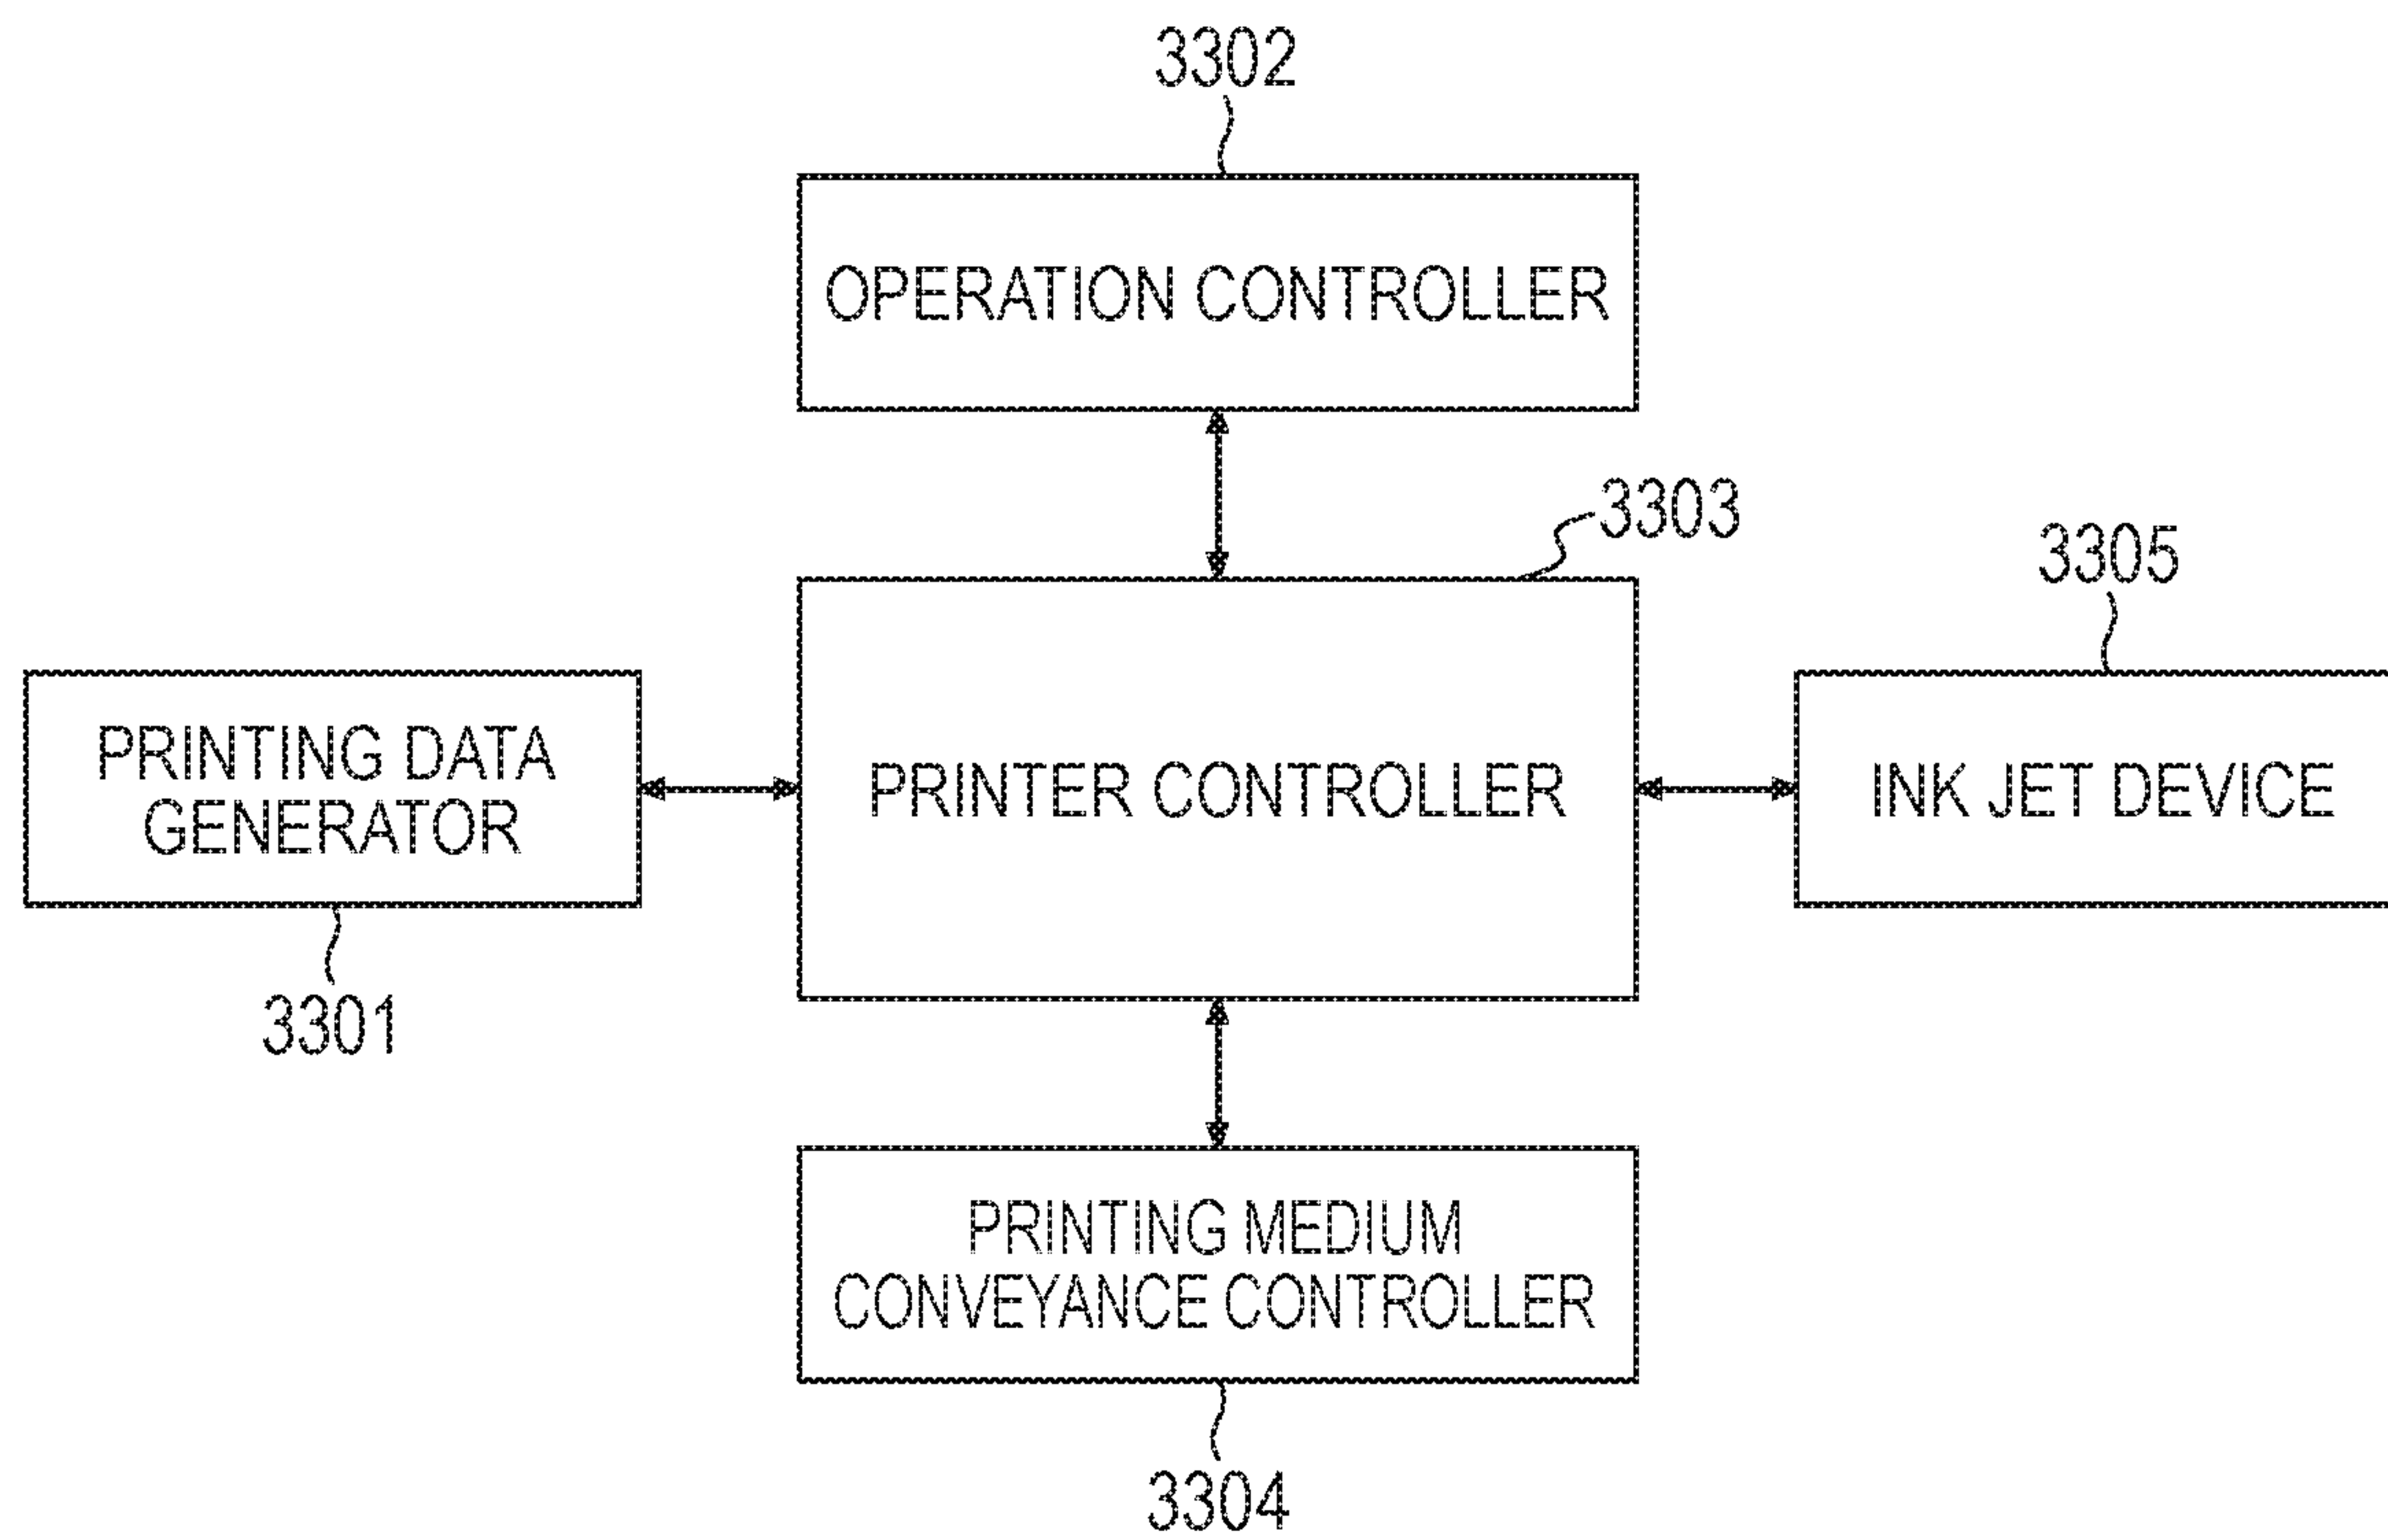 3302
OPERATION CONTROLLER
3303
3305
PRINTING DATA
GENERATOR
PRINTER CONTROLLER
INK JET DEVICE
3301
PRINTING MEDIUM
CONVEYANCE CONTROLLER
3304